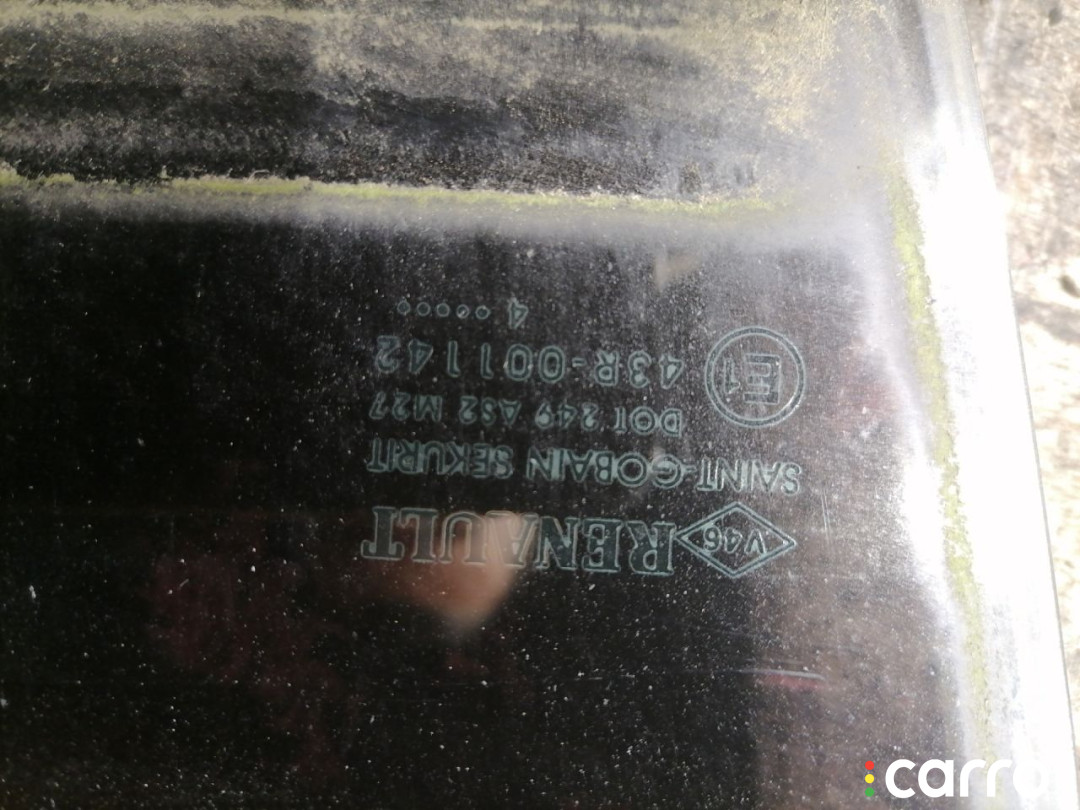 V46 RENAULT
SAINT-GOBAIN SEKURIT
DOT 249 AS2 M27
E1 43R-001142
4 •••••
carro